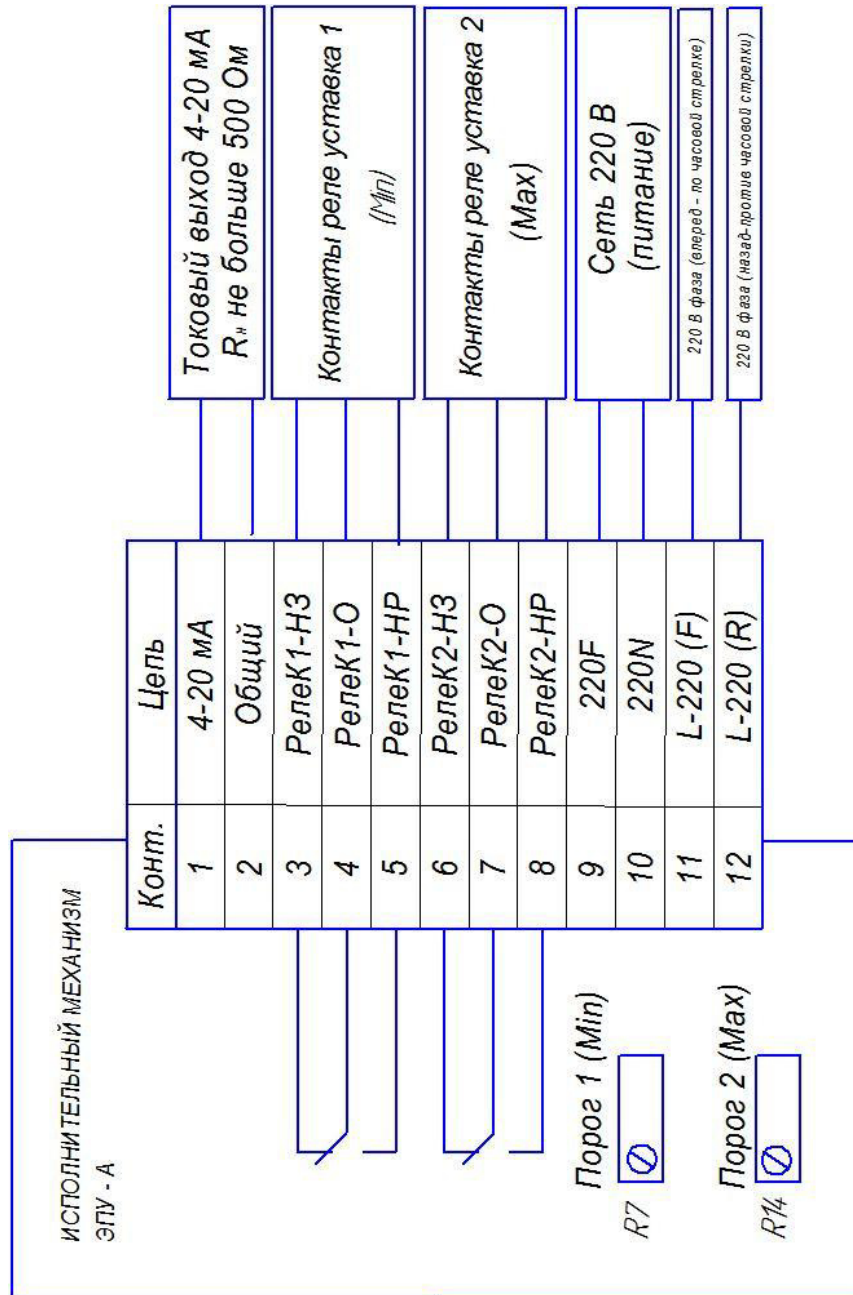 ИСПОЛНИТЕЛЬНЫЙ МЕХАНИЗМ
ЭПУ - А
Конт. Цепь
1 4-20 мА
2 Общий
3 РелеК1-НЗ
4 РелеК1-О
5 РелеК1-НР
6 РелеК2-НЗ
7 РелеК2-О
8 РелеК2-НР
9 220F
10 220N
11 L-220 (F)
12 L-220 (R)
Порог 1 (Min)
R7
Порог 2 (Max)
R14
Токовый выход 4-20 мА
Rн не больше 500 Ом
Контакты реле уставка 1
(Min)
Контакты реле уставка 2
(Max)
Сеть 220 В
(питание)
220 В фаза (вперед - по часовой стрелке)
220 В фаза (назад-против часовой стрелки)